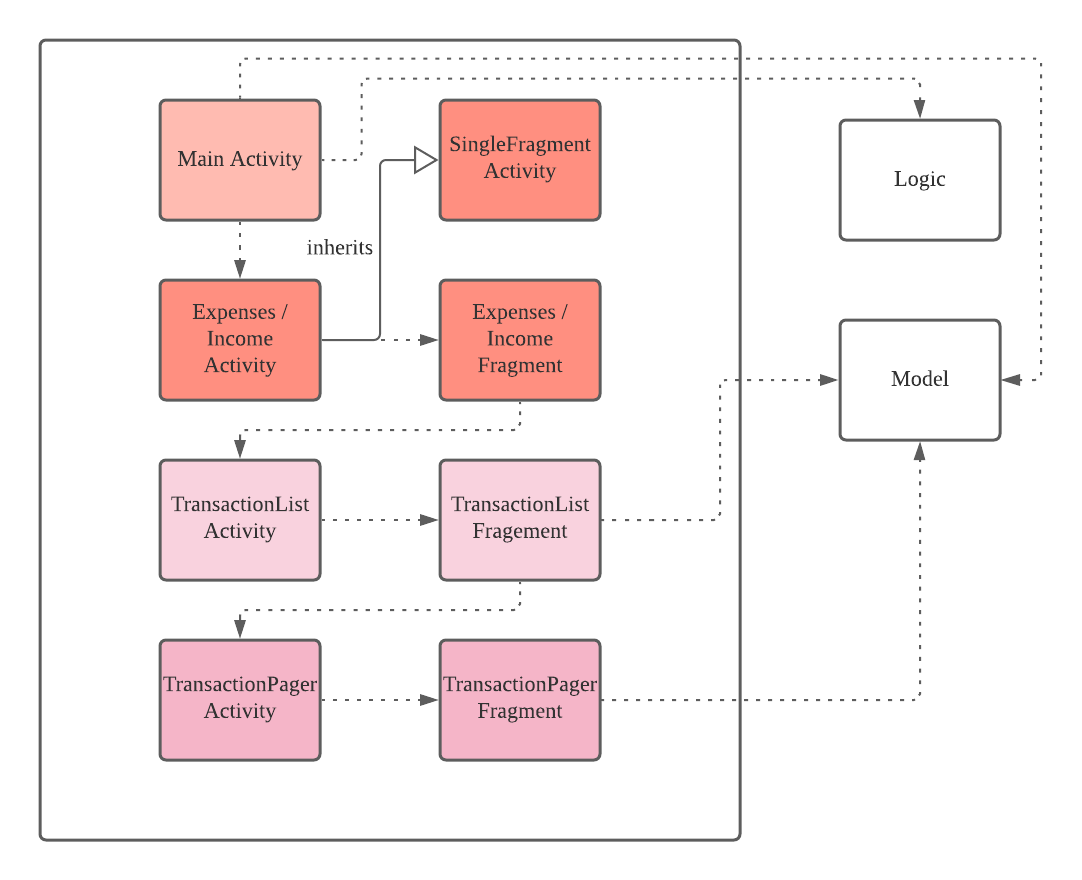 Main Activity
SingleFragment
Activity
Logic
inherits
Expenses /
Income
Activity
Expenses /
Income
Fragment
Model
TransactionList
Activity
TransactionList
Fragement
TransactionPager
Activity
TransactionPager
Fragment